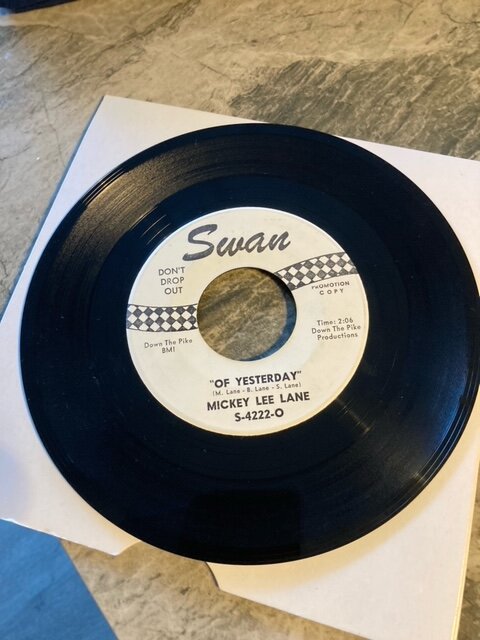 Swan
DON'T
DROP
OUT
PROMOTION
COPY
Down The Pike
BMI
Time: 2:06
Down The Pike
Productions
"OF YESTERDAY"
(M. Lane - B. Lane - S. Lane)
MICKEY LEE LANE
S-4222-O